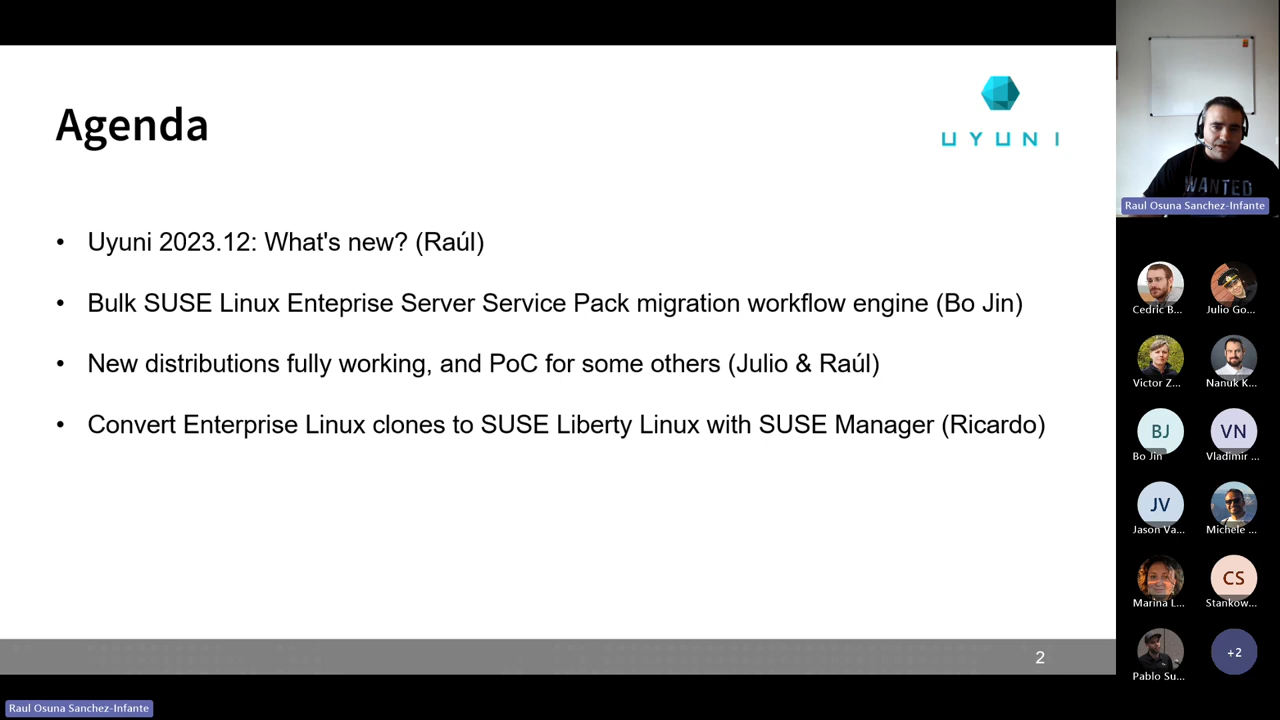 Agenda
UYUNI
• Uyuni 2023.12: What's new? (Raúl)
• Bulk SUSE Linux Enteprise Server Service Pack migration workflow engine (Bo Jin)
• New distributions fully working, and PoC for some others (Julio & Raúl)
• Convert Enterprise Linux clones to SUSE Liberty Linux with SUSE Manager (Ricardo)
2
WANTED
Raul Osuna Sanchez-Infante
Cedric B...
Julio Go...
Victor Z...
Nanuk K...
BJ
Bo Jin
VN
Vladimir ...
JV
Jason Va...
Michele ...
Marina L...
CS
Stankow...
Pablo Su...
+2
Raul Osuna Sanchez-Infante